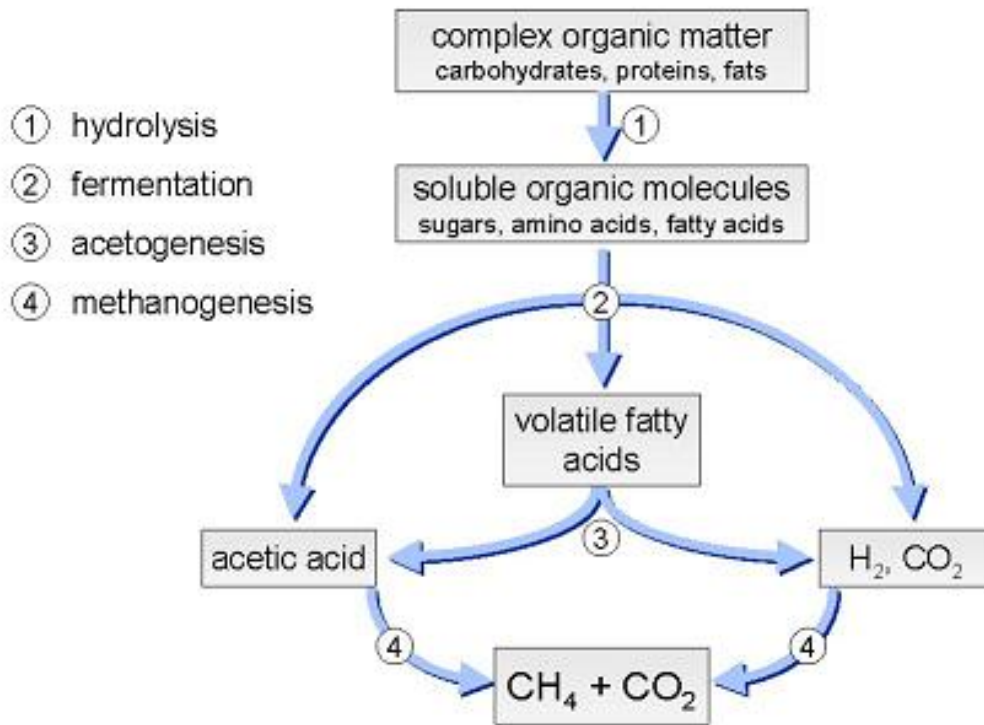 complex organic matter
carbohydrates, proteins, fats
① hydrolysis
② fermentation
③ acetogenesis
④ methanogenesis
①
soluble organic molecules
sugars, amino acids, fatty acids
②
volatile fatty
acids
③
acetic acid
H₂, CO₂
④
④
CH₄ + CO₂